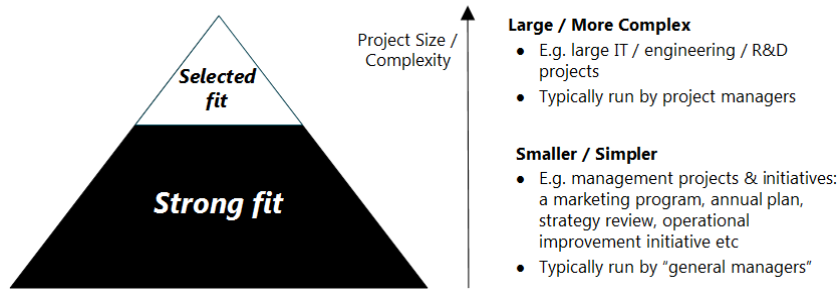 Selected
fit
Strong fit
Project Size /
Complexity
Large / More Complex
• E.g. large IT / engineering / R&D
projects
• Typically run by project managers
Smaller / Simpler
• E.g. management projects & initiatives:
a marketing program, annual plan,
strategy review, operational
improvement initiative etc
• Typically run by “general managers”